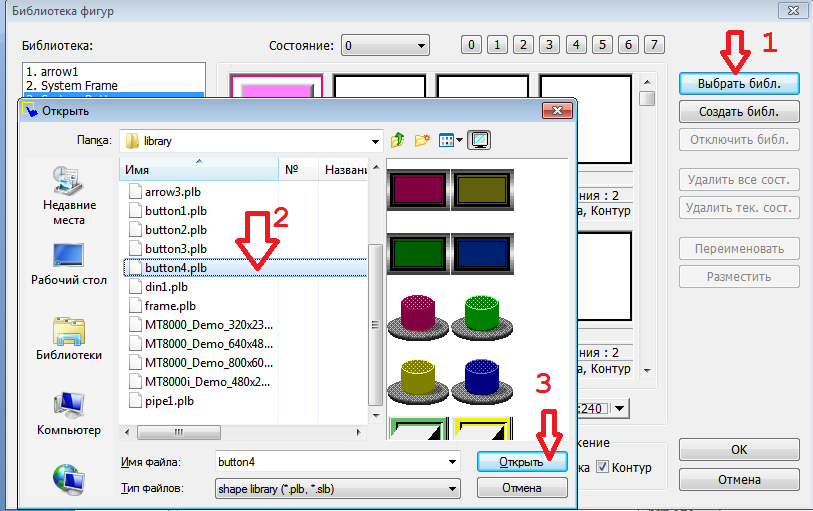 Библиотека фигур
Библиотека:
Состояние: 0
0 1 2 3 4 5 6 7
1
1. arrow1
2. System Frame
Выбрать библ.
Создать библ.
Отключить библ.
Удалить все сост.
Удалить тек. сост.
Переименовать
Разместить
ния : 2
а, Контур
ния : 2
а, Контур
:240
жение
ка Контур
OK
Отмена
Открыть
Папка: library
Недавние места
Рабочий стол
Библиотеки
Компьютер
Имя № Названи
arrow3.plb
button1.plb
button2.plb
2
button3.plb
button4.plb
din1.plb
frame.plb
MT8000_Demo_320x23...
MT8000_Demo_640x48...
MT8000_Demo_800x60...
MT8000i_Demo_480x2...
pipe1.plb
3
Имя файла: button4
Открыть
Тип файлов: shape library (*.plb, *.slb)
Отмена